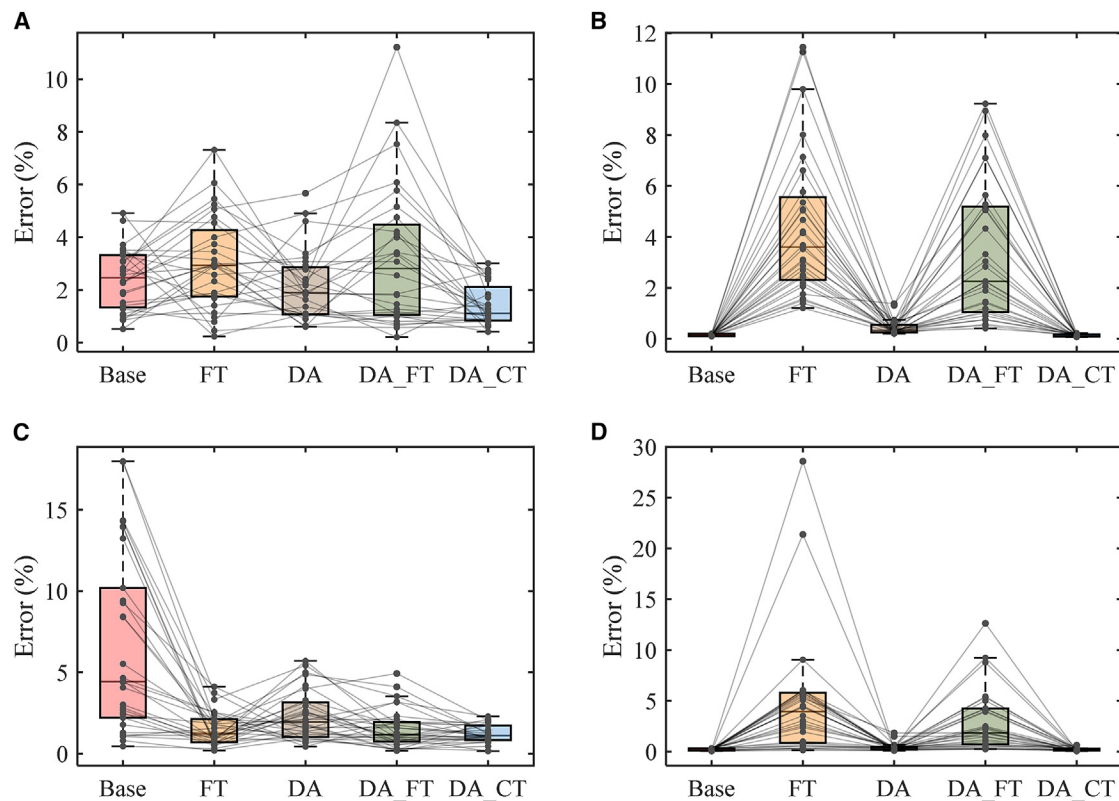 A
Error (%)
10
8
6
4
2
0
Base FT DA DA_FT DA_CT
B
Error (%)
12
10
8
6
4
2
0
Base FT DA DA_FT DA_CT
C
Error (%)
15
10
5
0
Base FT DA DA_FT DA_CT
D
Error (%)
30
25
20
15
10
5
0
Base FT DA DA_FT DA_CT